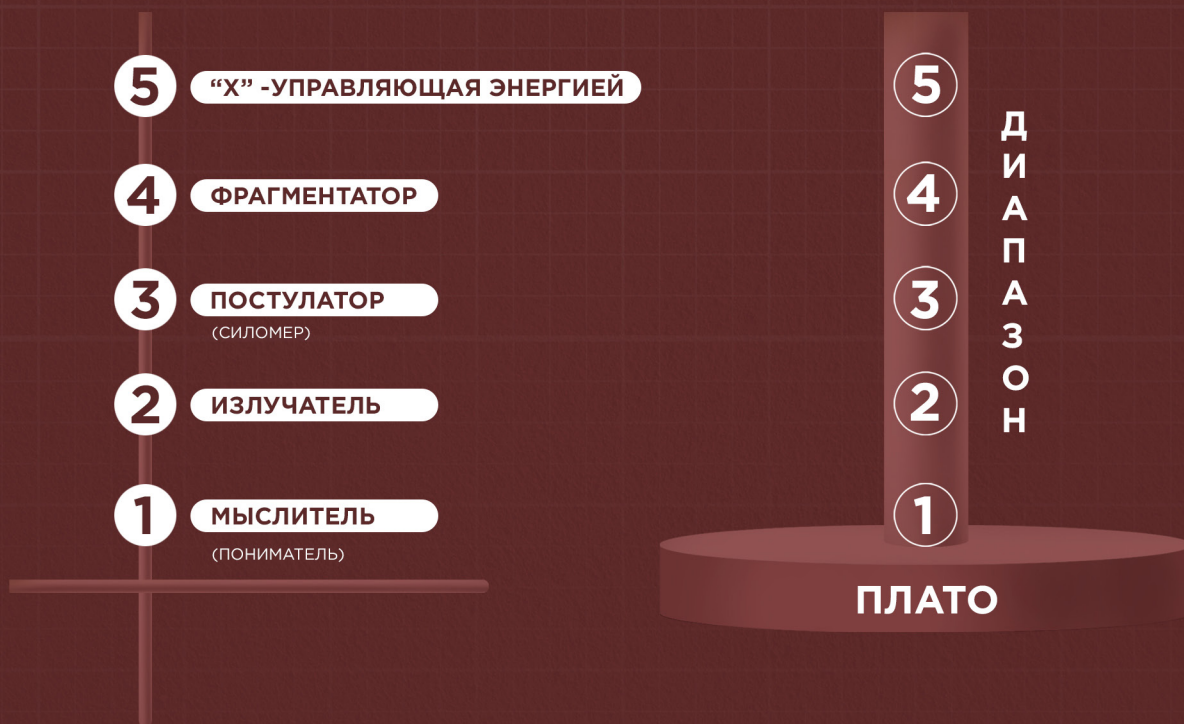 5 “Х” -УПРАВЛЯЮЩАЯ ЭНЕРГИЕЙ
4 ФРАГМЕНТАТОР
3 ПОСТУЛАТОР
(СИЛОМЕР)
2 ИЗЛУЧАТЕЛЬ
1 МЫСЛИТЕЛЬ
(ПОНИМАТЕЛЬ)
5
4
3
2
1
ДИАПАЗОН
ПЛАТО